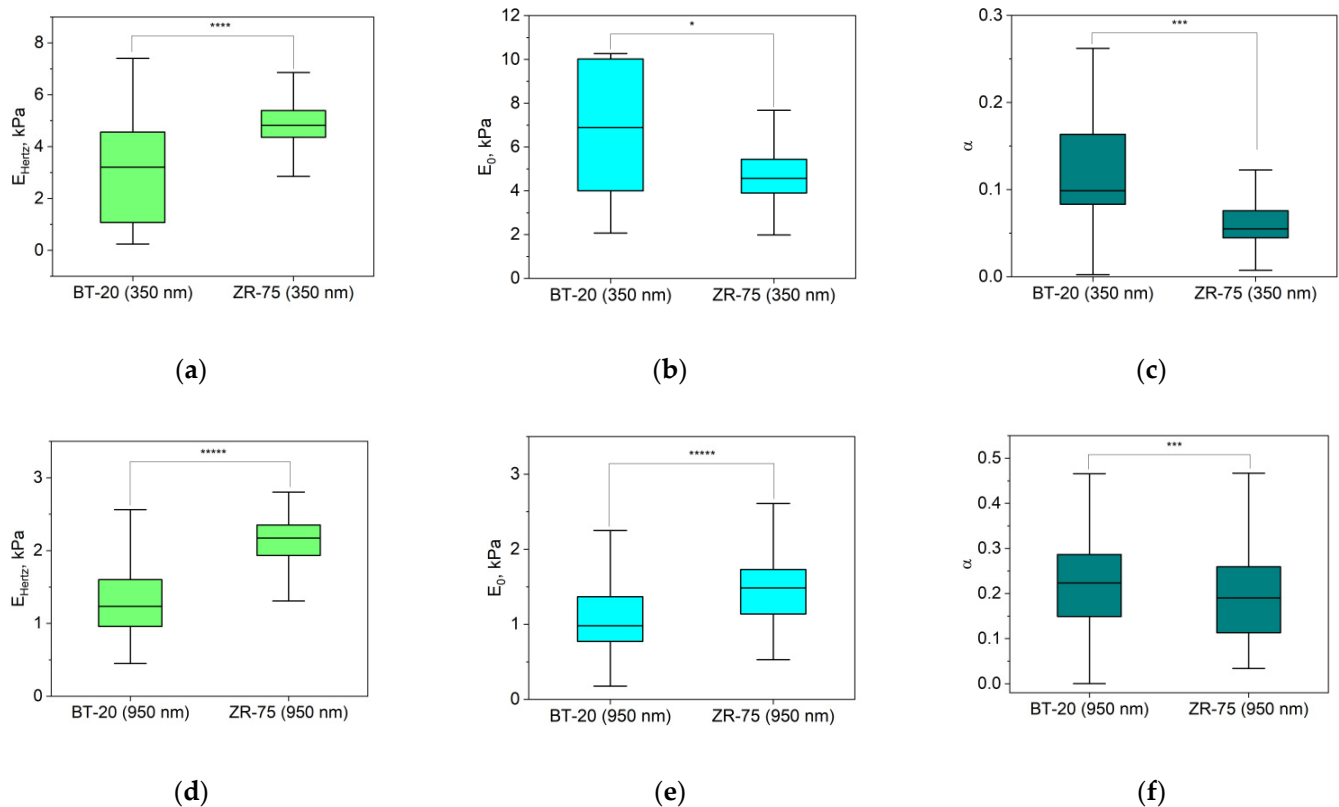 ****
8
6
4
2
0
E_Hertz, kPa
BT-20 (350 nm) ZR-75 (350 nm)
(a)
*
12
10
8
6
4
2
0
E_0, kPa
BT-20 (350 nm) ZR-75 (350 nm)
(b)
***
0.3
0.2
0.1
0.0
α
BT-20 (350 nm) ZR-75 (350 nm)
(c)
*****
3
2
1
0
E_Hertz, kPa
BT-20 (950 nm) ZR-75 (950 nm)
(d)
*****
3
2
1
0
E_0, kPa
BT-20 (950 nm) ZR-75 (950 nm)
(e)
***
0.5
0.4
0.3
0.2
0.1
0.0
α
BT-20 (950 nm) ZR-75 (950 nm)
(f)